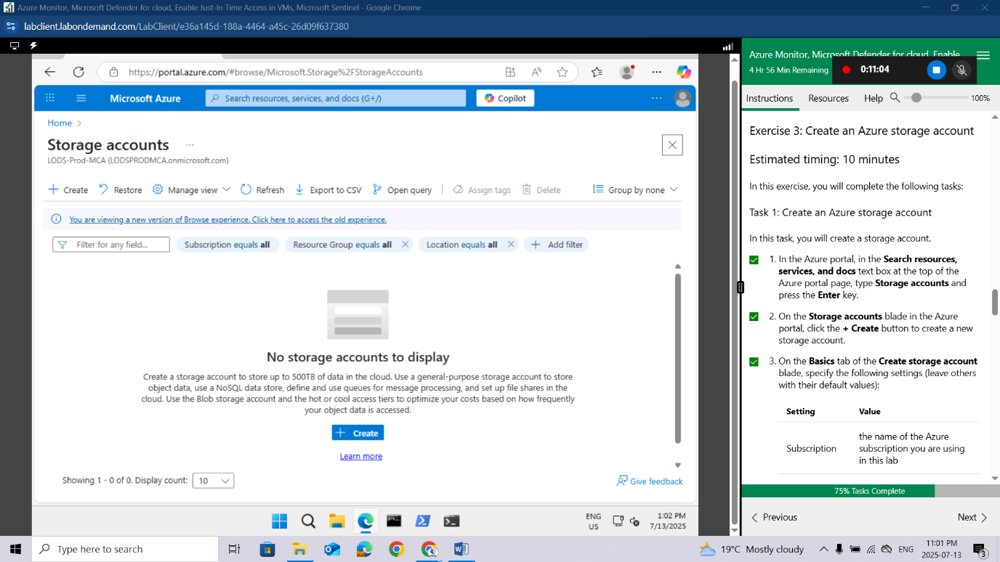 Azure Monitor, Microsoft Defender for cloud, Enable Just-In Time Access in VMs, Microsoft Sentinel - Google Chrome
labclient.labondemand.com/LabClient/e36a145d-188a-4464-a45c-26d09f637380
https://portal.azure.com/#browse/Microsoft.Storage%2FStorageAccounts
Microsoft Azure
Search resources, services, and docs (G+/)
Copilot
Home
Storage accounts
LODS-Prod-MCA (LODSPRODMCA.onmicrosoft.com)
Create
Restore
Manage view
Refresh
Export to CSV
Open query
Assign tags
Delete
Group by none
You are viewing a new version of Browse experience. Click here to access the old experience.
Filter for any field...
Subscription equals all
Resource Group equals all
Location equals all
Add filter
No storage accounts to display
Create a storage account to store up to 500TB of data in the cloud. Use a general-purpose storage account to store
object data, use a NoSQL data store, define and use queues for message processing, and set up file shares in the
cloud. Use the Blob storage account and the hot or cool access tiers to optimize your costs based on how frequently
your object data is accessed.
Create
Learn more
Showing 1 - 0 of 0. Display count:
10
Give feedback
ENG
US
1:02 PM
7/13/2025
Azure Monitor, Microsoft Defender for cloud, Enable
4 Hr 56 Min Remaining
0:11:04
Instructions
Resources
Help
100%
Exercise 3: Create an Azure storage account
Estimated timing: 10 minutes
In this exercise, you will complete the following tasks:
Task 1: Create an Azure storage account
In this task, you will create a storage account.
1. In the Azure portal, in the Search resources,
services, and docs text box at the top of the
Azure portal page, type Storage accounts and
press the Enter key.
2. On the Storage accounts blade in the Azure
portal, click the + Create button to create a new
storage account.
3. On the Basics tab of the Create storage account
blade, specify the following settings (leave others
with their default values):
Setting Value
Subscription
the name of the Azure
subscription you are using
in this lab
75% Tasks Complete
Previous
Next
Type here to search
19°C Mostly cloudy
ENG
11:01 PM
2025-07-13
3